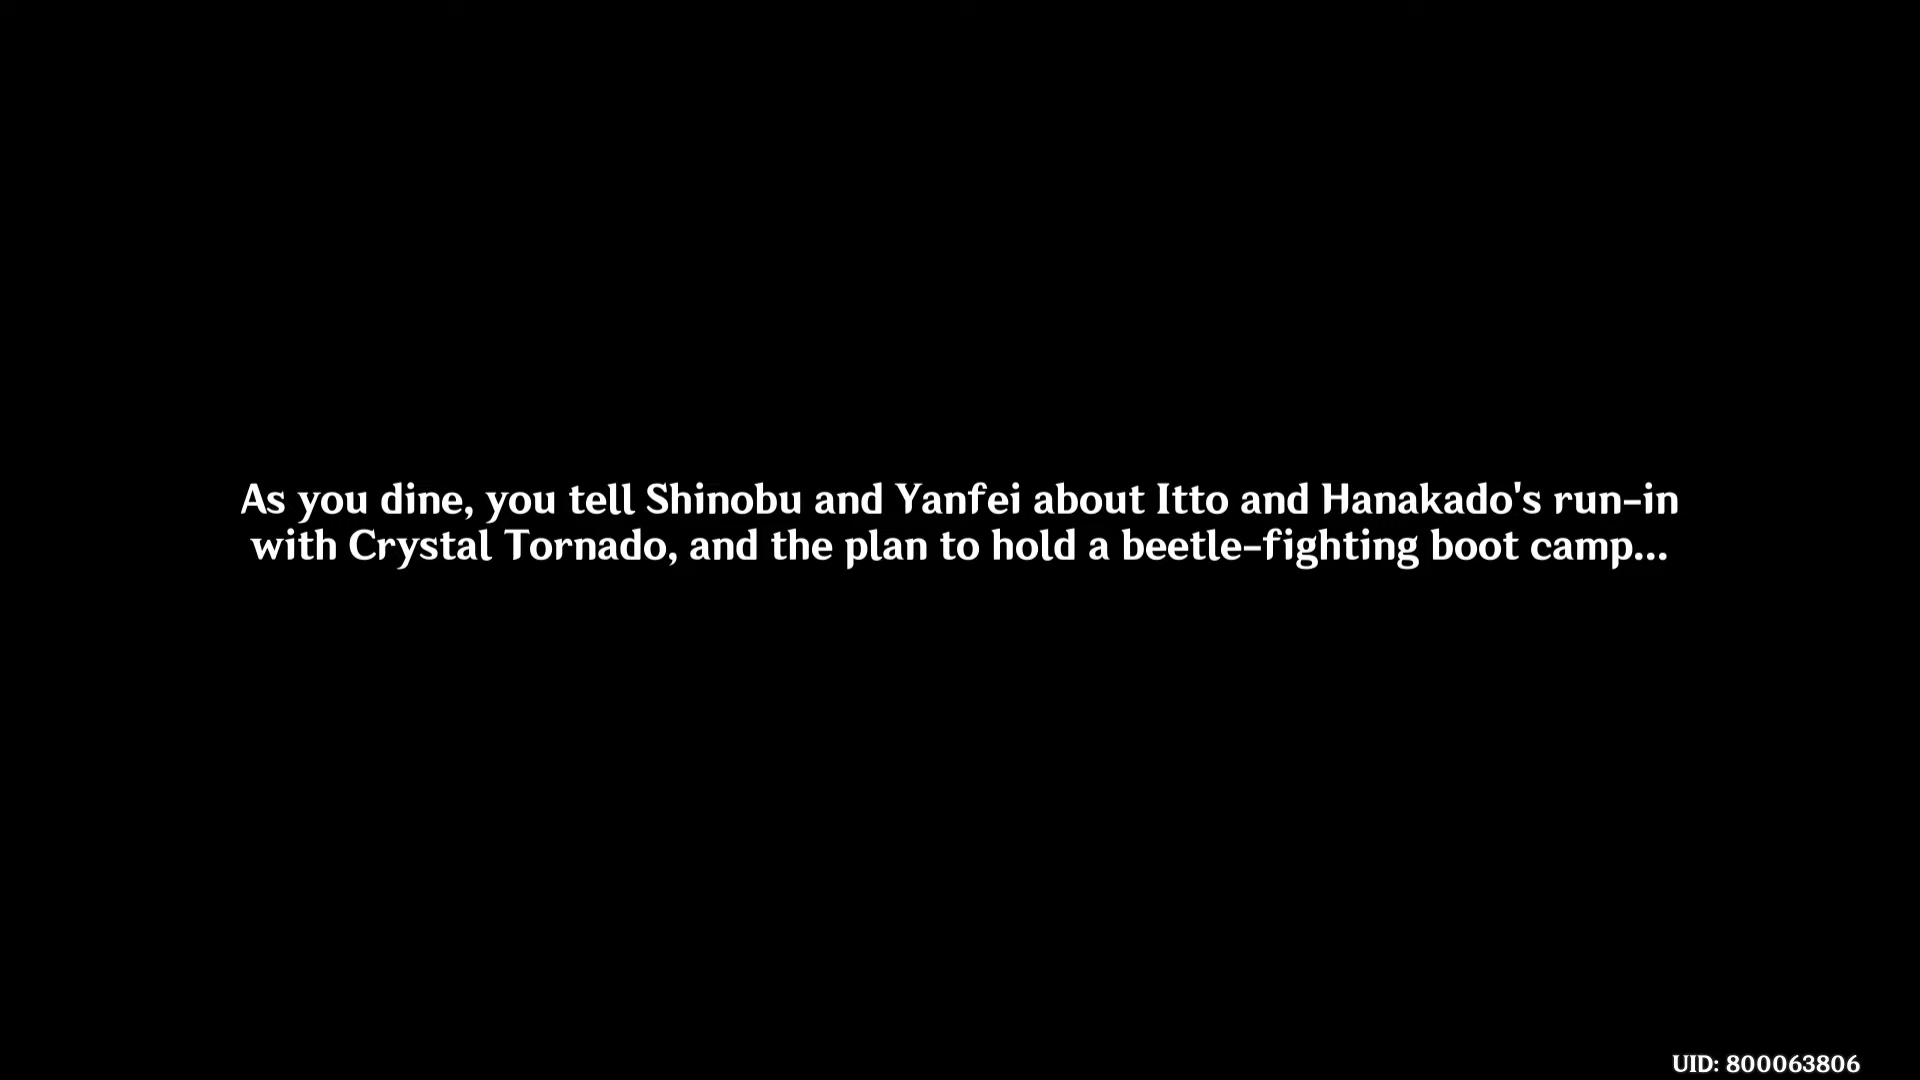 As you dine, you tell Shinobu and Yanfei about Itto and Hanakado's run-in
with Crystal Tornado, and the plan to hold a beetle-fighting boot camp...
UID: 800063806